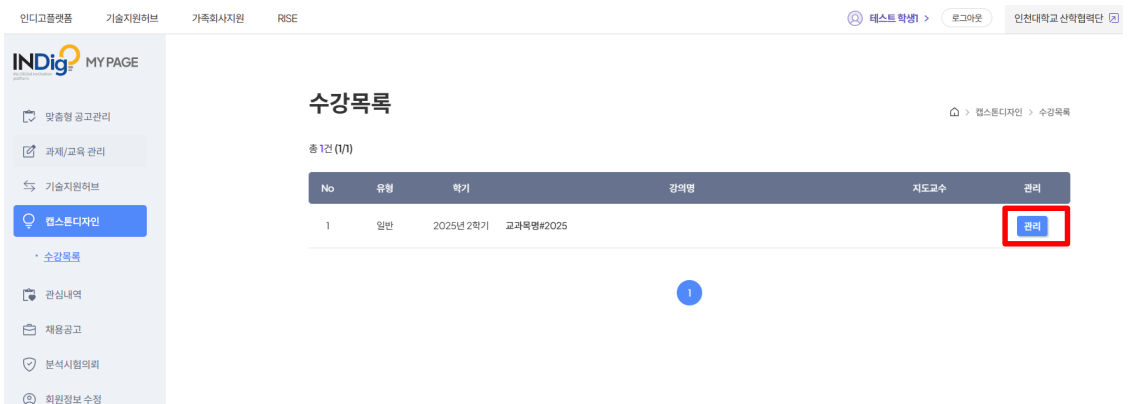 인디고플랫폼 기술지원허브 가족회사지원 RISE 테스트 학생1 > 로그아웃 인천대학교 산학협력단
INDigo MY PAGE
맞춤형 공고관리
과제/교육 관리
기술지원허브
캡스톤디자인
· 수강목록
관심내역
채용공고
분석시험의뢰
회원정보 수정
수강목록
> 캡스톤디자인 > 수강목록
총 1건 (1/1)
No 유형 학기 강의명 지도교수 관리
1 일반 2025년 2학기 교과목명#2025 관리
1